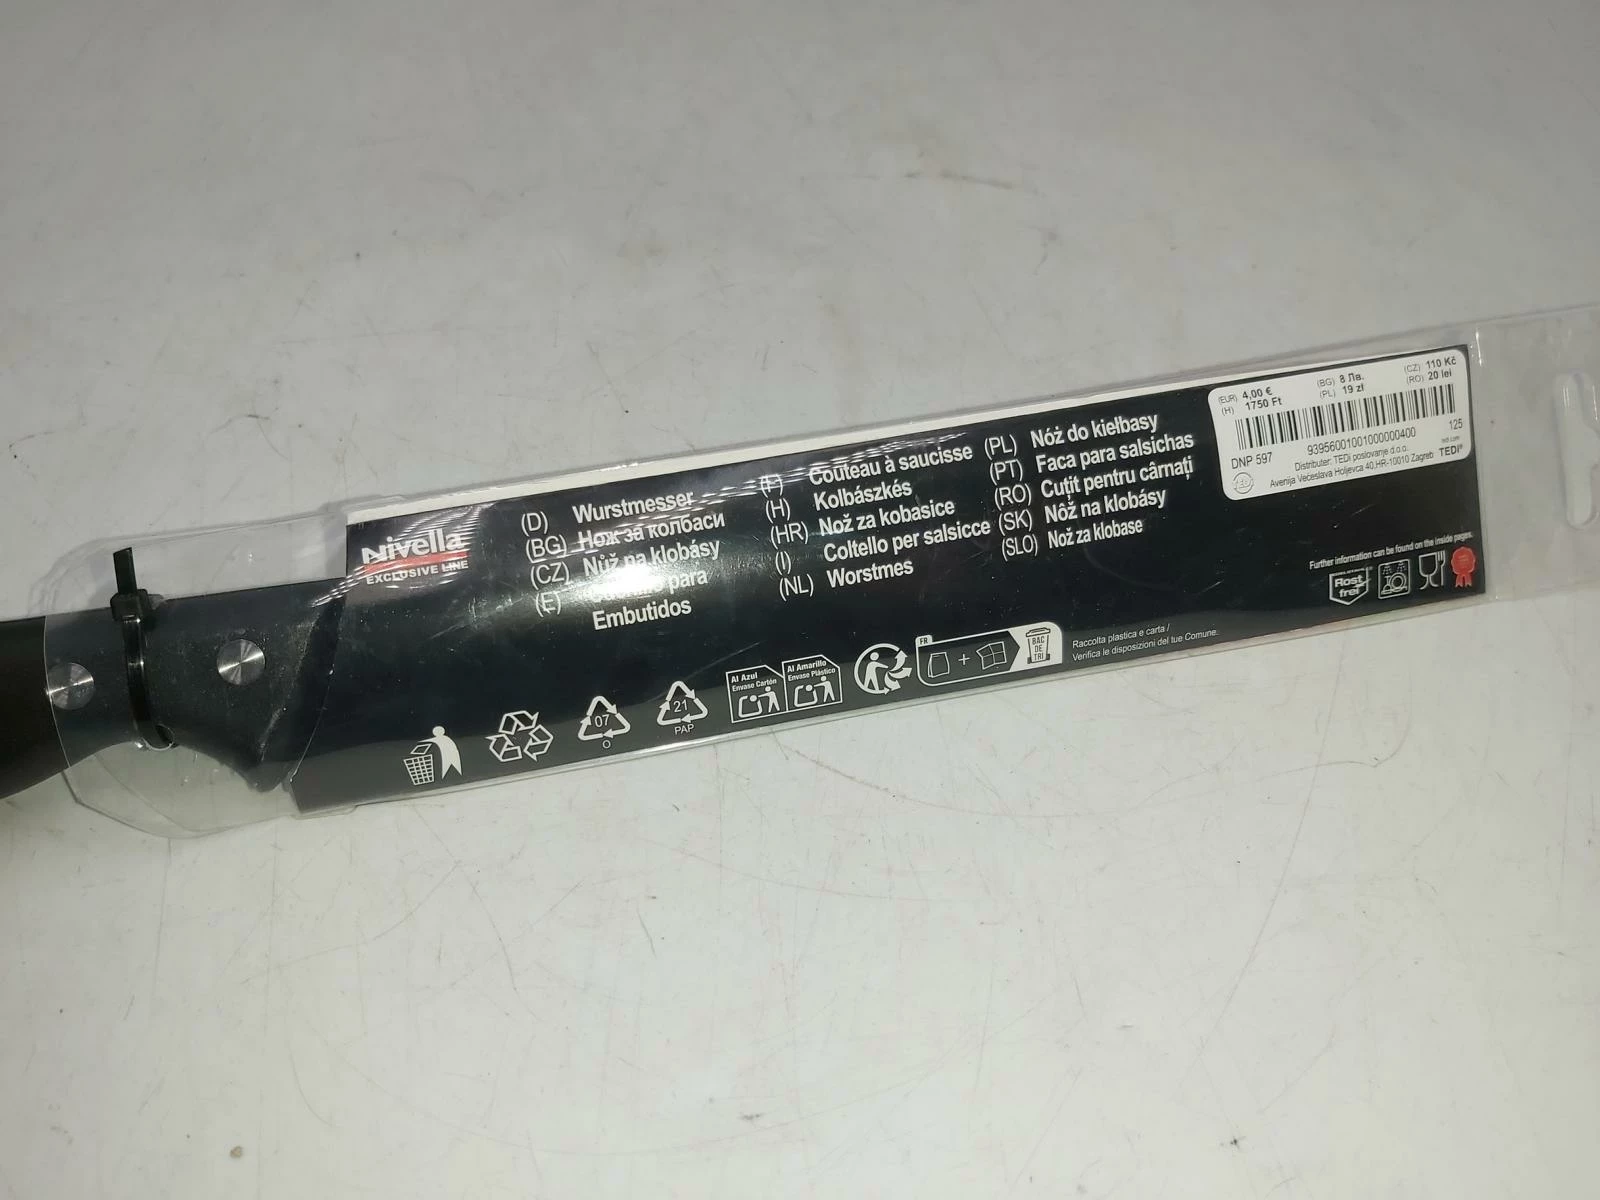 Nivella
EXCLUSIVE LINE
(D) Wurstmesser
(BG) Нож за колбаси
(CZ) Nůž na klobásy
(E) para
Embutidos
(F) Couteau à saucisse
(H) Kolbászkés
(HR) Nož za kobasice
(I) Coltello per salsicce
(NL) Worstmes
(PL) Nóż do kiełbasy
(PT) Faca para salsichas
(RO) Cuțit pentru cârnați
(SK) Nôž na klobásy
(SLO) Nož za klobase
(EUR) 4,00 € (BG) 8 Лв. (CZ) 110 Kč
(H) 1750 Ft (PL) 19 zł (RO) 20 lei
93956001001000000400 125
DNP 597
Distributer: TEDi poslovanje d.o.o. tedi.com
Avenija Veceslava Holjevca 40,HR-10010 Zagreb TEDi®
Further information can be found on the inside pages.
Rost
frei
07
O
21
PAP
Al Azul
Envase Cartón
Al Amarillo
Envase Plástico
FR
+
BAC
DE
TRI
Raccolta plastica e carta /
Verifica le disposizioni del tue Comune.